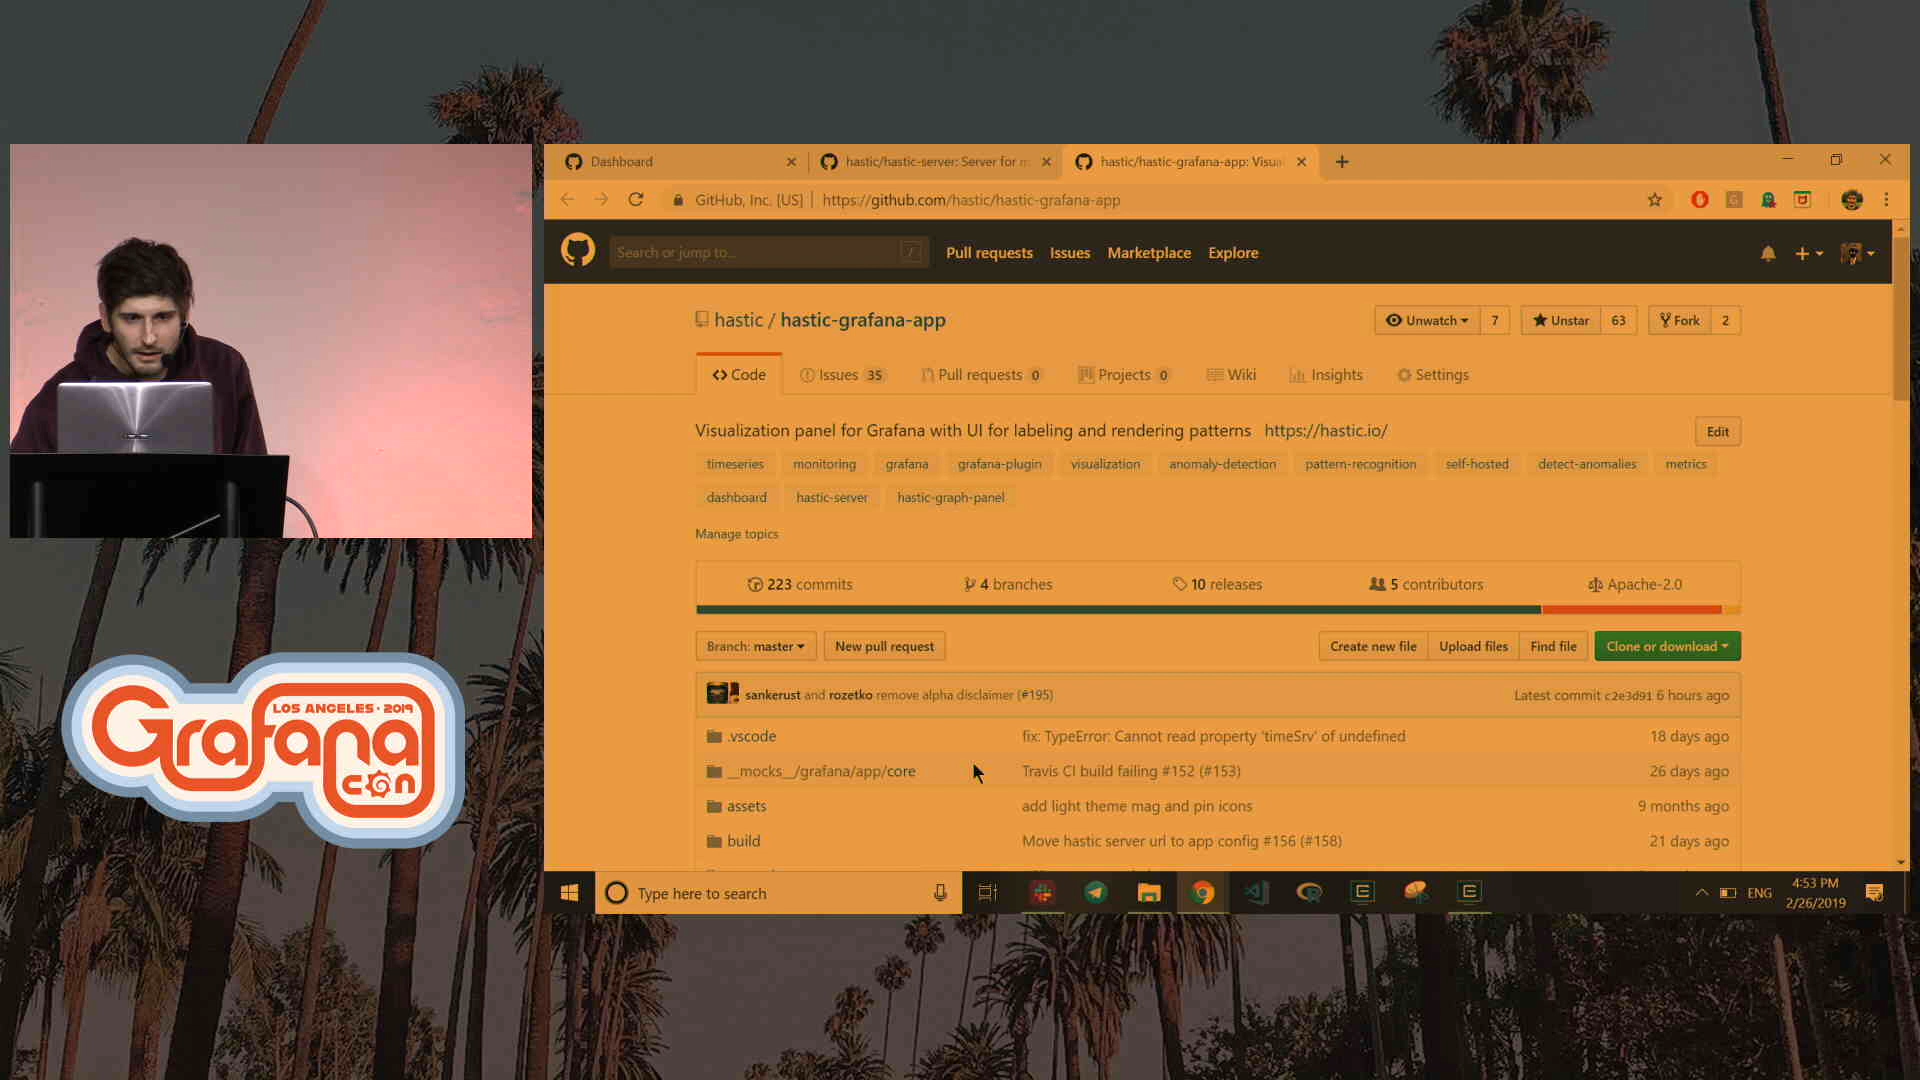 Dashboard
hastic/hastic-server: Server for m
hastic/hastic-grafana-app: Visual
GitHub, Inc. [US] | https://github.com/hastic/hastic-grafana-app
Search or jump to...
/
Pull requests
Issues
Marketplace
Explore
hastic / hastic-grafana-app
Unwatch 7
Unstar 63
Fork 2
Code
Issues 35
Pull requests 0
Projects 0
Wiki
Insights
Settings
Visualization panel for Grafana with UI for labeling and rendering patterns https://hastic.io/
Edit
timeseries monitoring grafana grafana-plugin visualization anomaly-detection pattern-recognition self-hosted detect-anomalies metrics
dashboard hastic-server hastic-graph-panel
Manage topics
223 commits 4 branches 10 releases 5 contributors Apache-2.0
Branch: master New pull request Create new file Upload files Find file Clone or download
sankerust and rozetko remove alpha disclaimer (#195) Latest commit c2e3d91 6 hours ago
.vscode fix: TypeError: Cannot read property 'timeSrv' of undefined 18 days ago
__mocks__/grafana/app/core Travis CI build failing #152 (#153) 26 days ago
assets add light theme mag and pin icons 9 months ago
build Move hastic server url to app config #156 (#158) 21 days ago
Type here to search
ENG
4:53 PM
2/26/2019
LOS ANGELES · 2019
Grafana
con